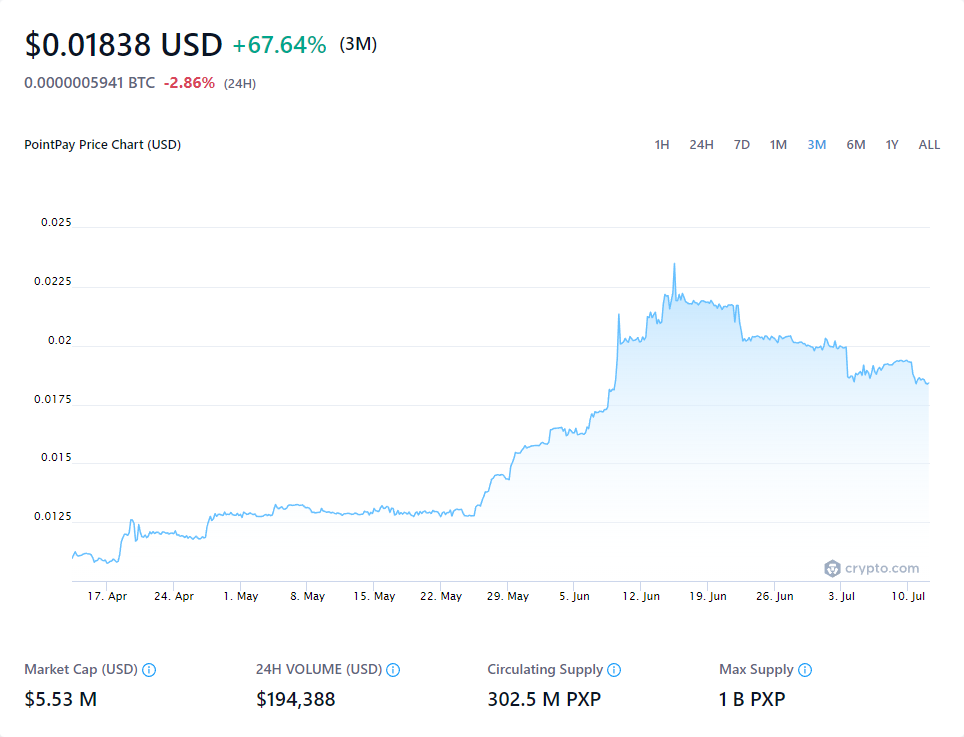 $0.01838 USD +67.64% (3M)
0.0000005941 BTC -2.86% (24H)
PointPay Price Chart (USD)
1H 24H 7D 1M 3M 6M 1Y ALL
0.025
0.0225
0.02
0.0175
0.015
0.0125
crypto.com
17. Apr 24. Apr 1. May 8. May 15. May 22. May 29. May 5. Jun 12. Jun 19. Jun 26. Jun 3. Jul 10. Jul
Market Cap (USD) 24H VOLUME (USD) Circulating Supply Max Supply
$5.53 M $194,388 302.5 M PXP 1 B PXP